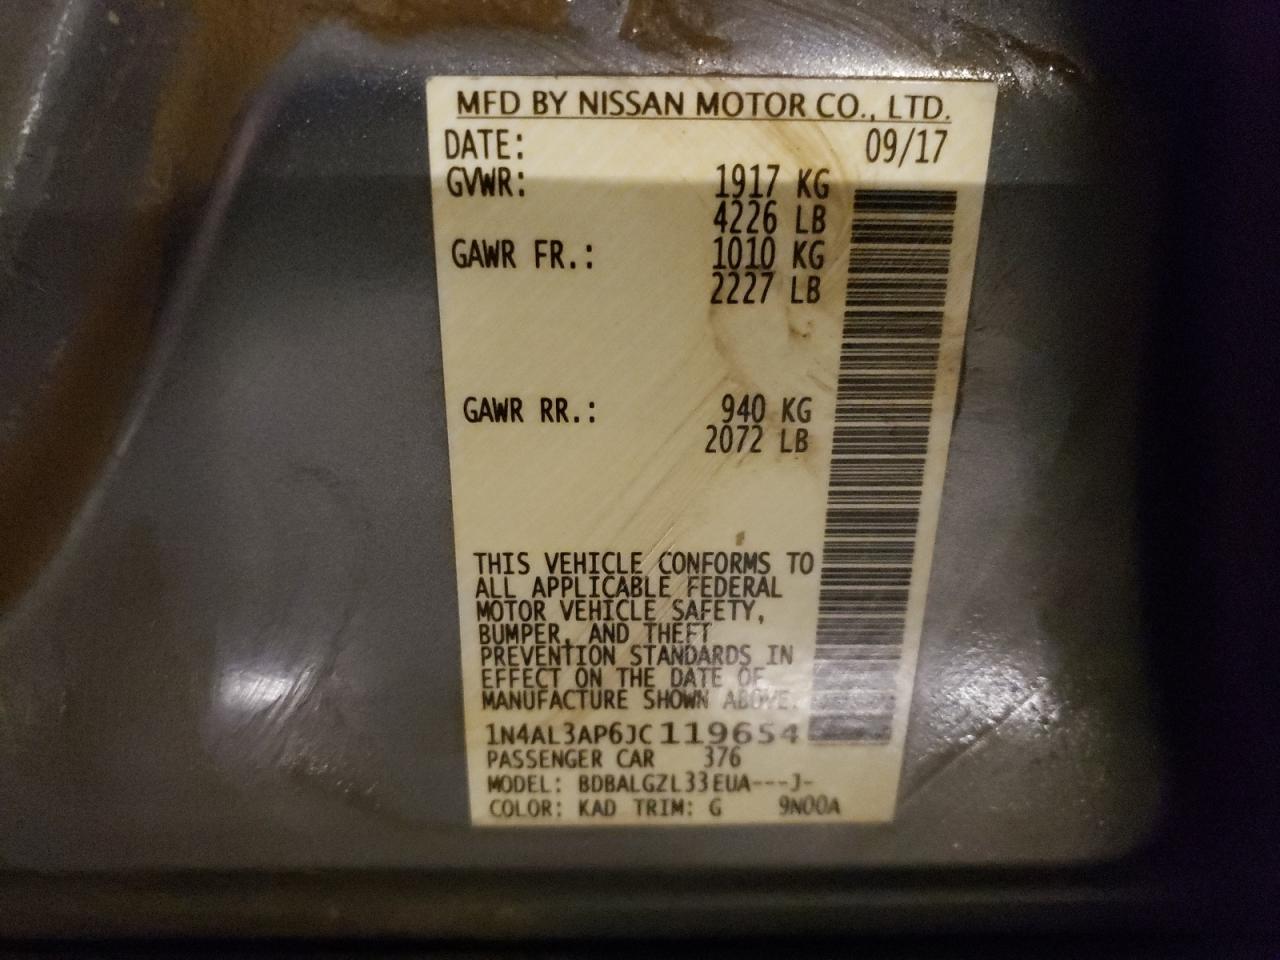 MFD BY NISSAN MOTOR CO., LTD.
DATE: 09/17
GVWR: 1917 KG
4226 LB
GAWR FR.: 1010 KG
2227 LB
GAWR RR.: 940 KG
2072 LB
THIS VEHICLE CONFORMS TO
ALL APPLICABLE FEDERAL
MOTOR VEHICLE SAFETY,
BUMPER, AND THEFT
PREVENTION STANDARDS IN
EFFECT ON THE DATE OF
MANUFACTURE SHOWN ABOVE.
1N4AL3AP6JC119654
PASSENGER CAR 376
MODEL: BDBALGZL33EUA---J-
COLOR: KAD TRIM: G 9N00A